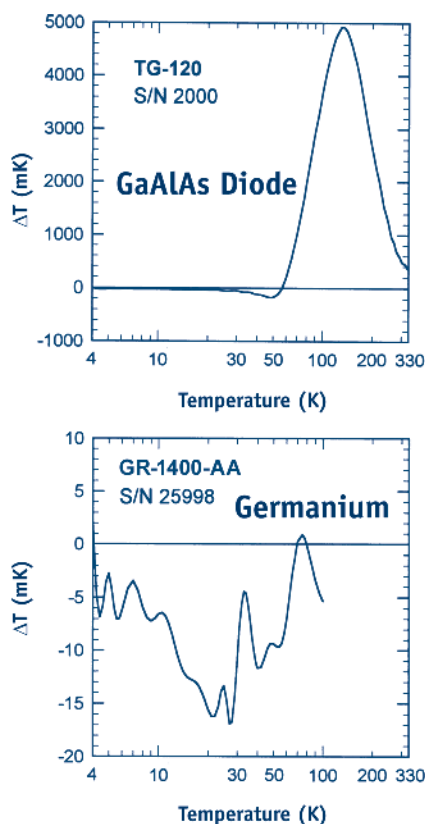 5000
TG-120
4000
S/N 2000
3000
GaAlAs Diode
2000
ΔT (mK)
1000
0
-1000
4 10 30 50 100 200 330
Temperature (K)
10
GR-1400-AA
5
S/N 25998
Germanium
0
ΔT (mK)
-5
-10
-15
-20
4 10 30 100 200 330
Temperature (K)